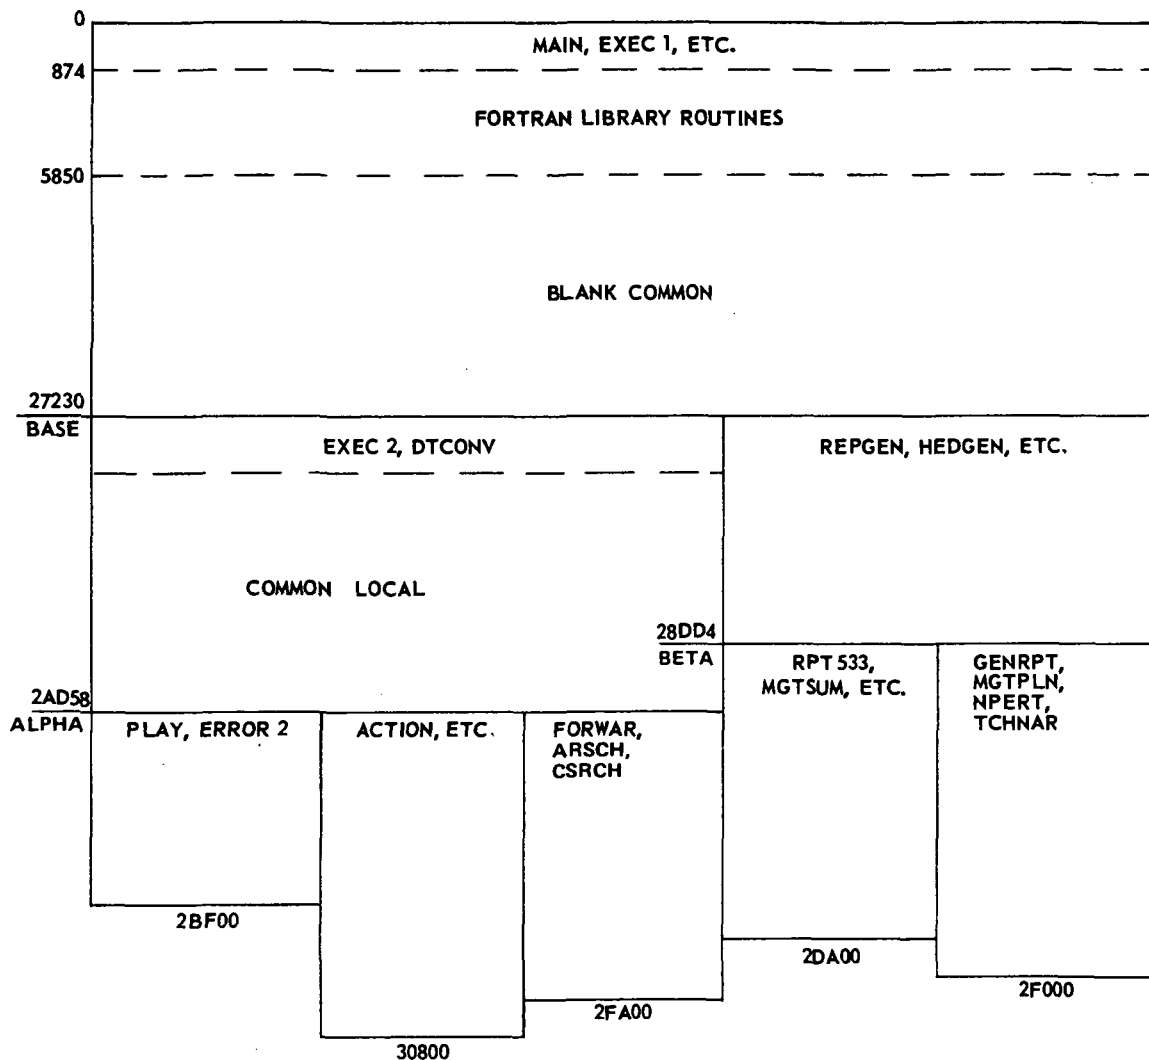 0
MAIN, EXEC 1, ETC.
874
FORTRAN LIBRARY ROUTINES
5850
BLANK COMMON
27230
BASE
EXEC 2, DTCONV
REPGEN, HEDGEN, ETC.
COMMON LOCAL
28DD4
BETA
RPT 533,
MGTSUM, ETC.
GENRPT,
MGTPLN,
NPERT,
TCHNAR
2AD58
ALPHA
PLAY, ERROR 2
ACTION, ETC.
FORWAR,
ARSCH,
CSRCH
2BF00
2DA00
2F000
2FA00
30800